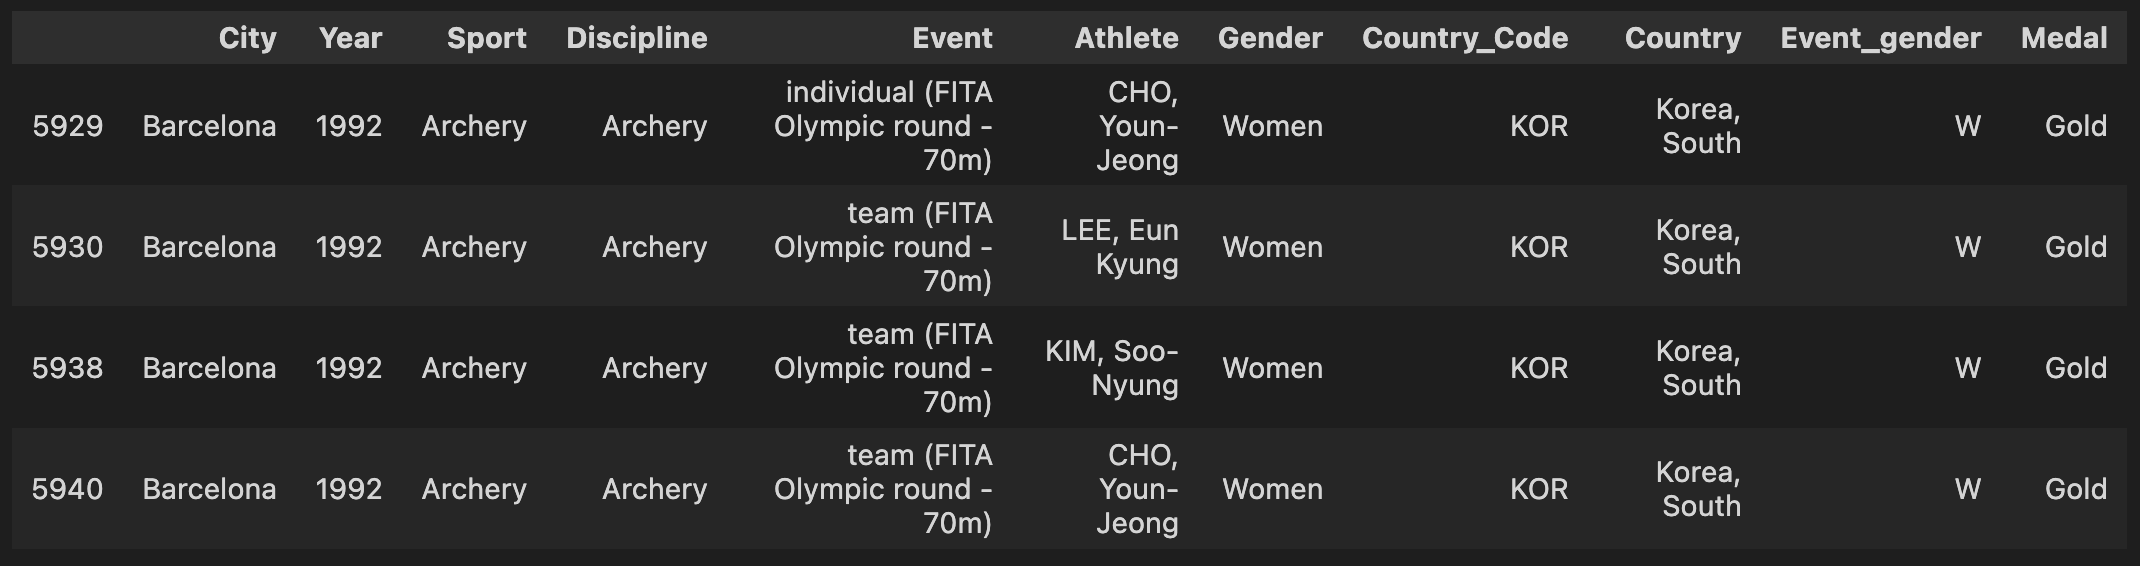 City Year Sport Discipline Event Athlete Gender Country_Code Country Event_gender Medal
5929 Barcelona 1992 Archery Archery individual (FITA Olympic round - 70m) CHO, Youn-Jeong Women KOR Korea, South W Gold
5930 Barcelona 1992 Archery Archery team (FITA Olympic round - 70m) LEE, Eun Kyung Women KOR Korea, South W Gold
5938 Barcelona 1992 Archery Archery team (FITA Olympic round - 70m) KIM, Soo-Nyung Women KOR Korea, South W Gold
5940 Barcelona 1992 Archery Archery team (FITA Olympic round - 70m) CHO, Youn-Jeong Women KOR Korea, South W Gold